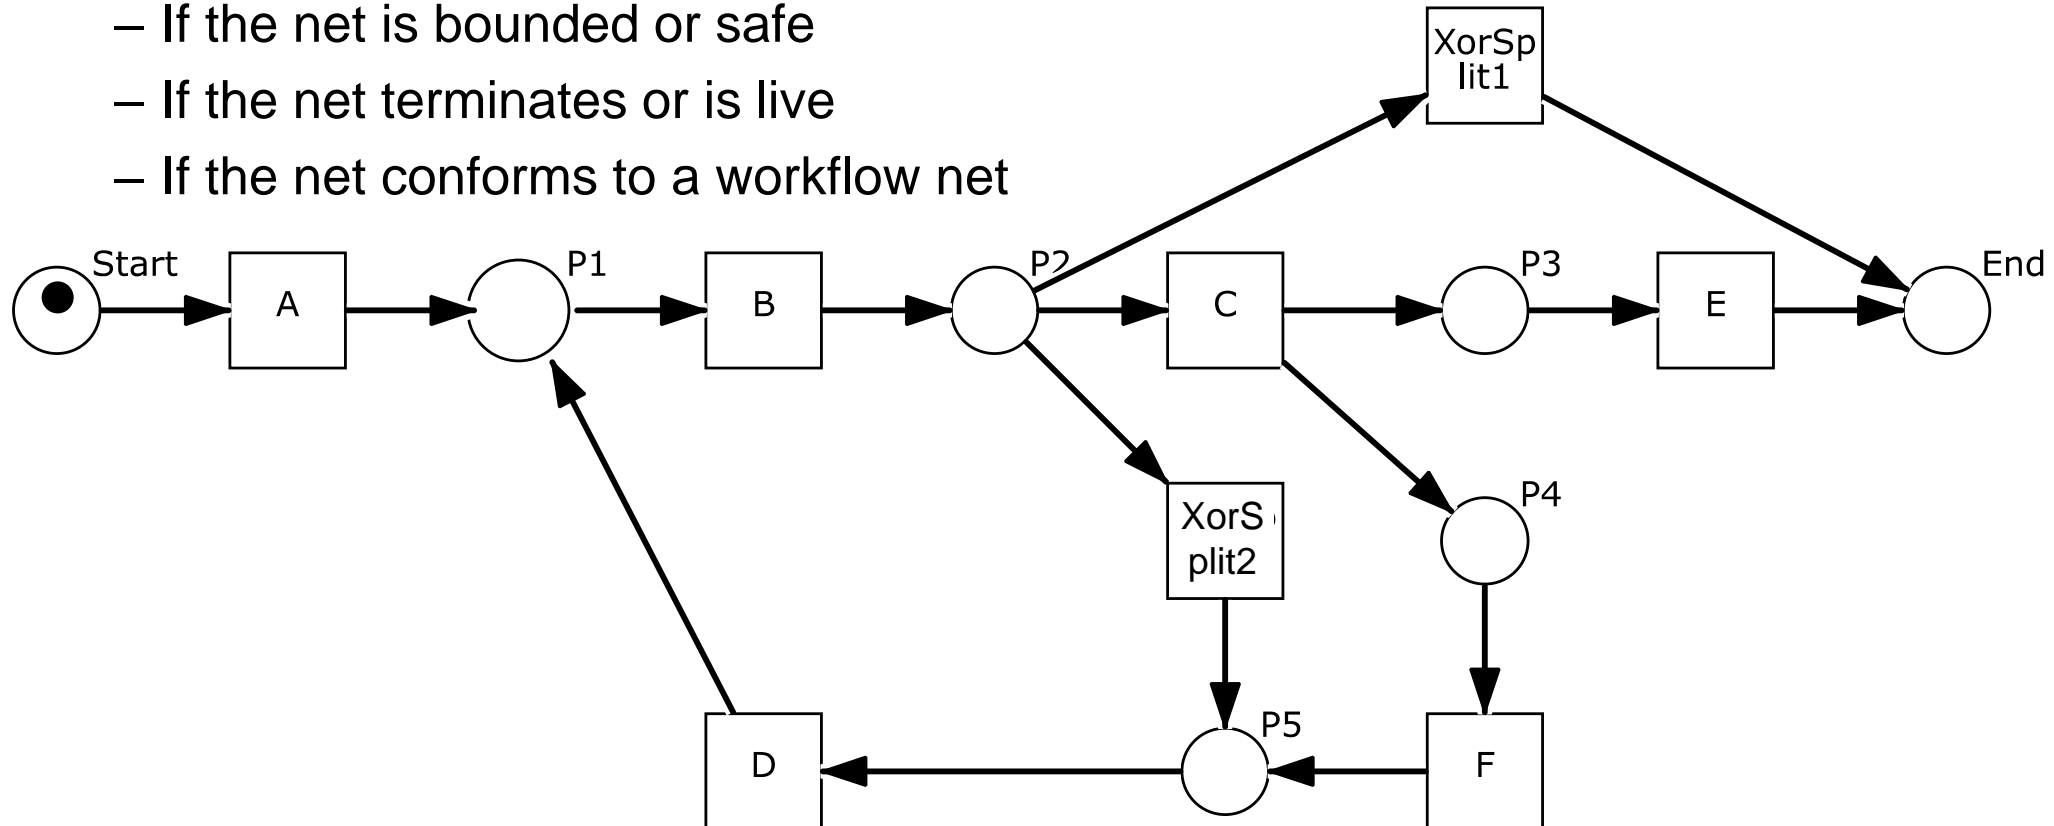 – If the net is bounded or safe
– If the net terminates or is live
– If the net conforms to a workflow net
XorSp
lit1
Start
P1
P2
P3
End
A
B
C
E
XorS
plit2
P4
P5
D
F